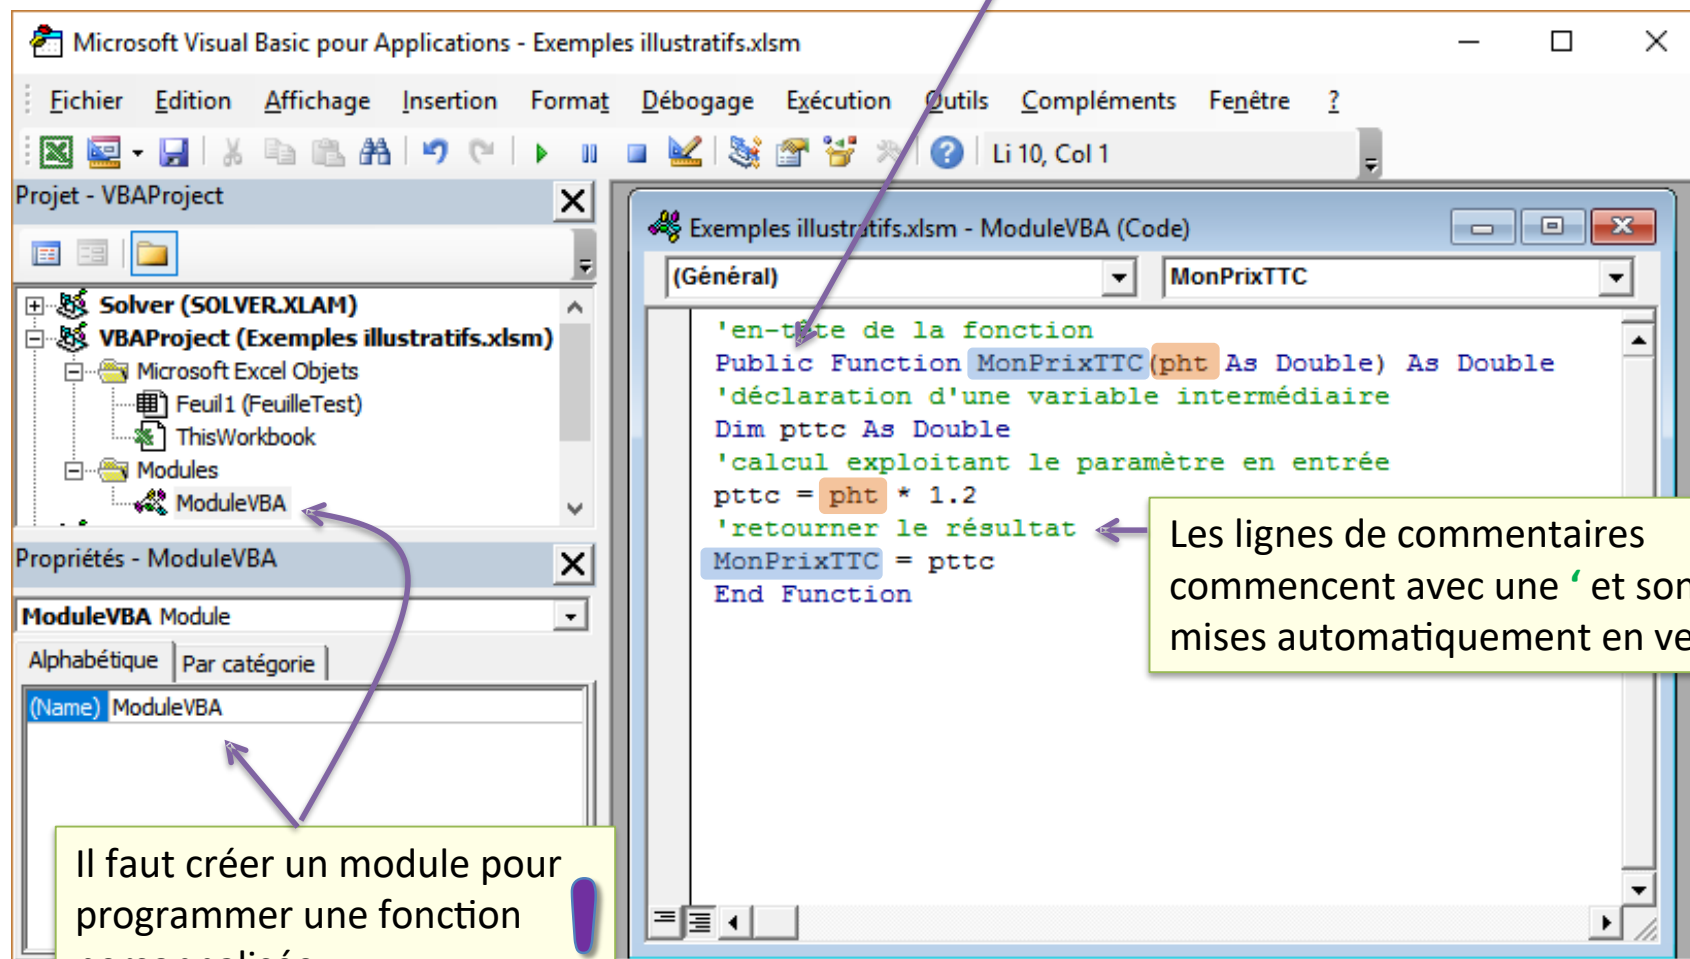 Microsoft Visual Basic pour Applications - Exemples illustratifs.xlsm
Fichier Edition Affichage Insertion Format Débogage Exécution Outils Compléments Fenêtre ?
Li 10, Col 1
Projet - VBAProject
Solver (SOLVER.XLAM)
VBAProject (Exemples illustratifs.xlsm)
Microsoft Excel Objets
Feuil1 (FeuilleTest)
ThisWorkbook
Modules
ModuleVBA
Propriétés - ModuleVBA
ModuleVBA Module
Alphabétique Par catégorie
(Name) ModuleVBA
Il faut créer un module pour
programmer une fonction
personnalisée
!
Exemples illustratifs.xlsm - ModuleVBA (Code)
(Général) MonPrixTTC
'en-tête de la fonction
Public Function MonPrixTTC(pht As Double) As Double
'déclaration d'une variable intermédiaire
Dim pttc As Double
'calcul exploitant le paramètre en entrée
pttc = pht * 1.2
'retourner le résultat
MonPrixTTC = pttc
End Function
Les lignes de commentaires
commencent avec une ‘ et son
mises automatiquement en ve